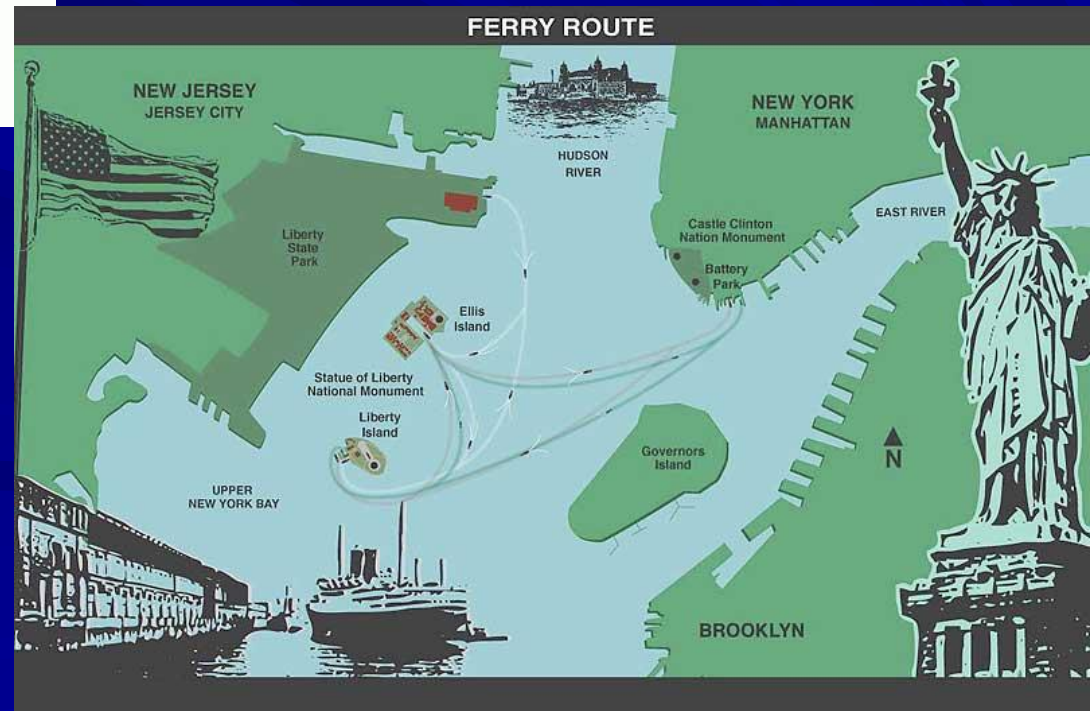 FERRY ROUTE
NEW JERSEY
JERSEY CITY
NEW YORK
MANHATTAN
HUDSON
RIVER
EAST RIVER
Castle Clinton
Nation Monument
Battery
Park
Liberty
State
Park
Ellis
Island
Statue of Liberty
National Monument
Liberty
Island
Governors
Island
N
UPPER
NEW YORK BAY
BROOKLYN